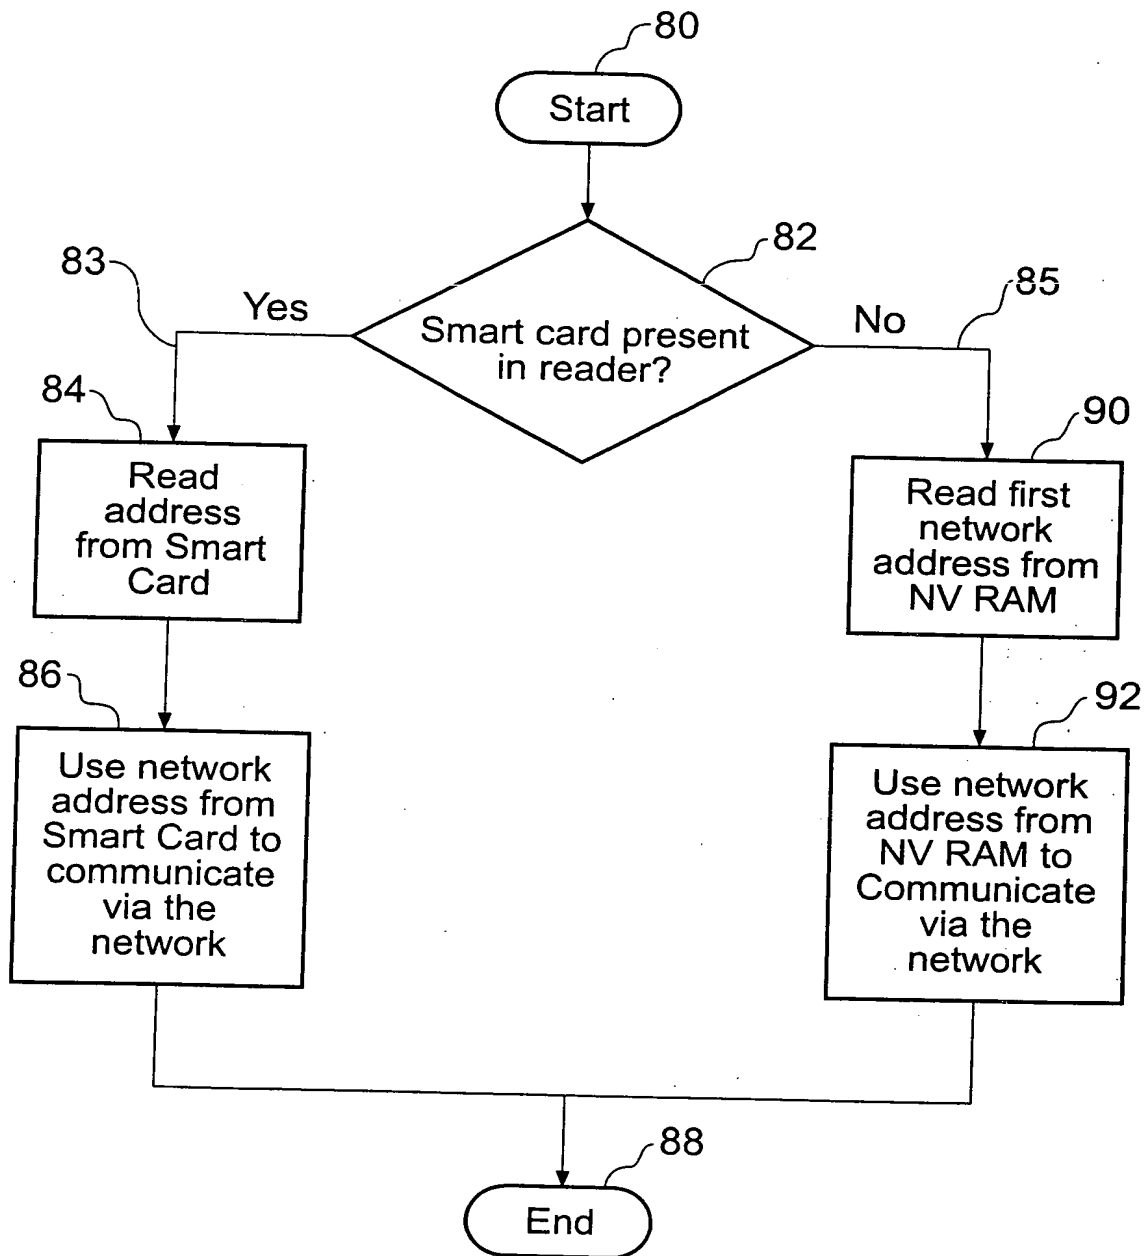 80
Start
82
83
85
Yes
No
Smart card present
in reader?
84
90
Read
address
from Smart
Card
Read first
network
address from
NV RAM
86
92
Use network
address from
Smart Card to
communicate
via the
network
Use network
address from
NV RAM to
Communicate
via the
network
88
End